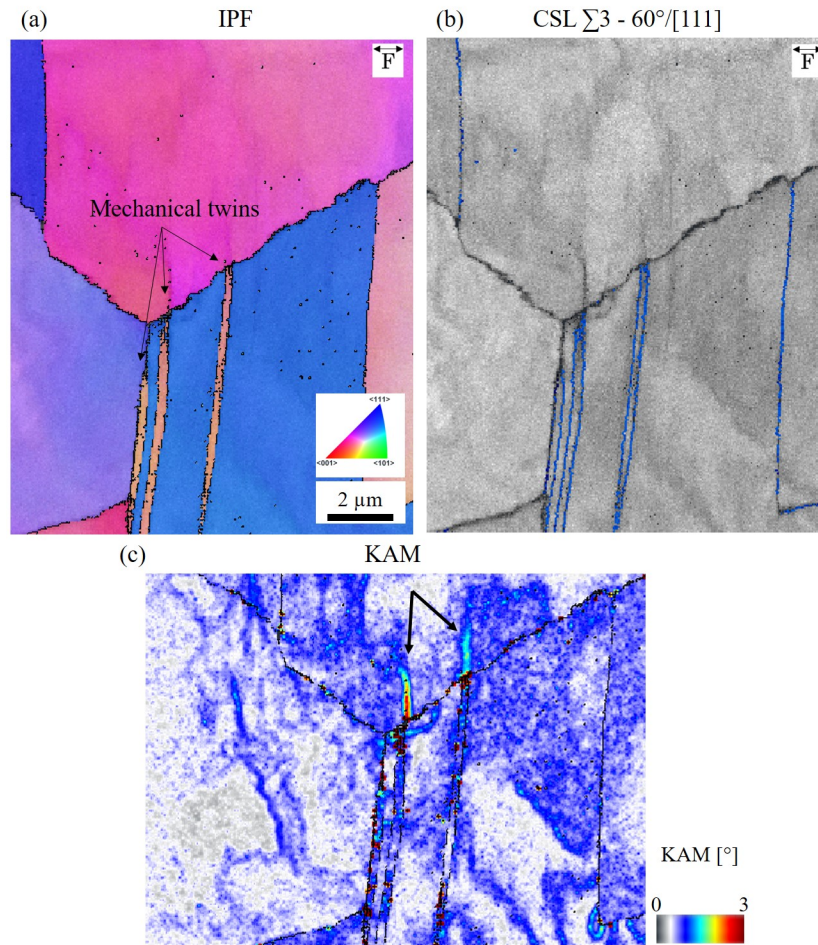 (a) IPF
(b) CSL ∑3 - 60°/[111]
F
F
Mechanical twins
<111>
<001> <101>
2 µm
(c) KAM
KAM [°]
0 3